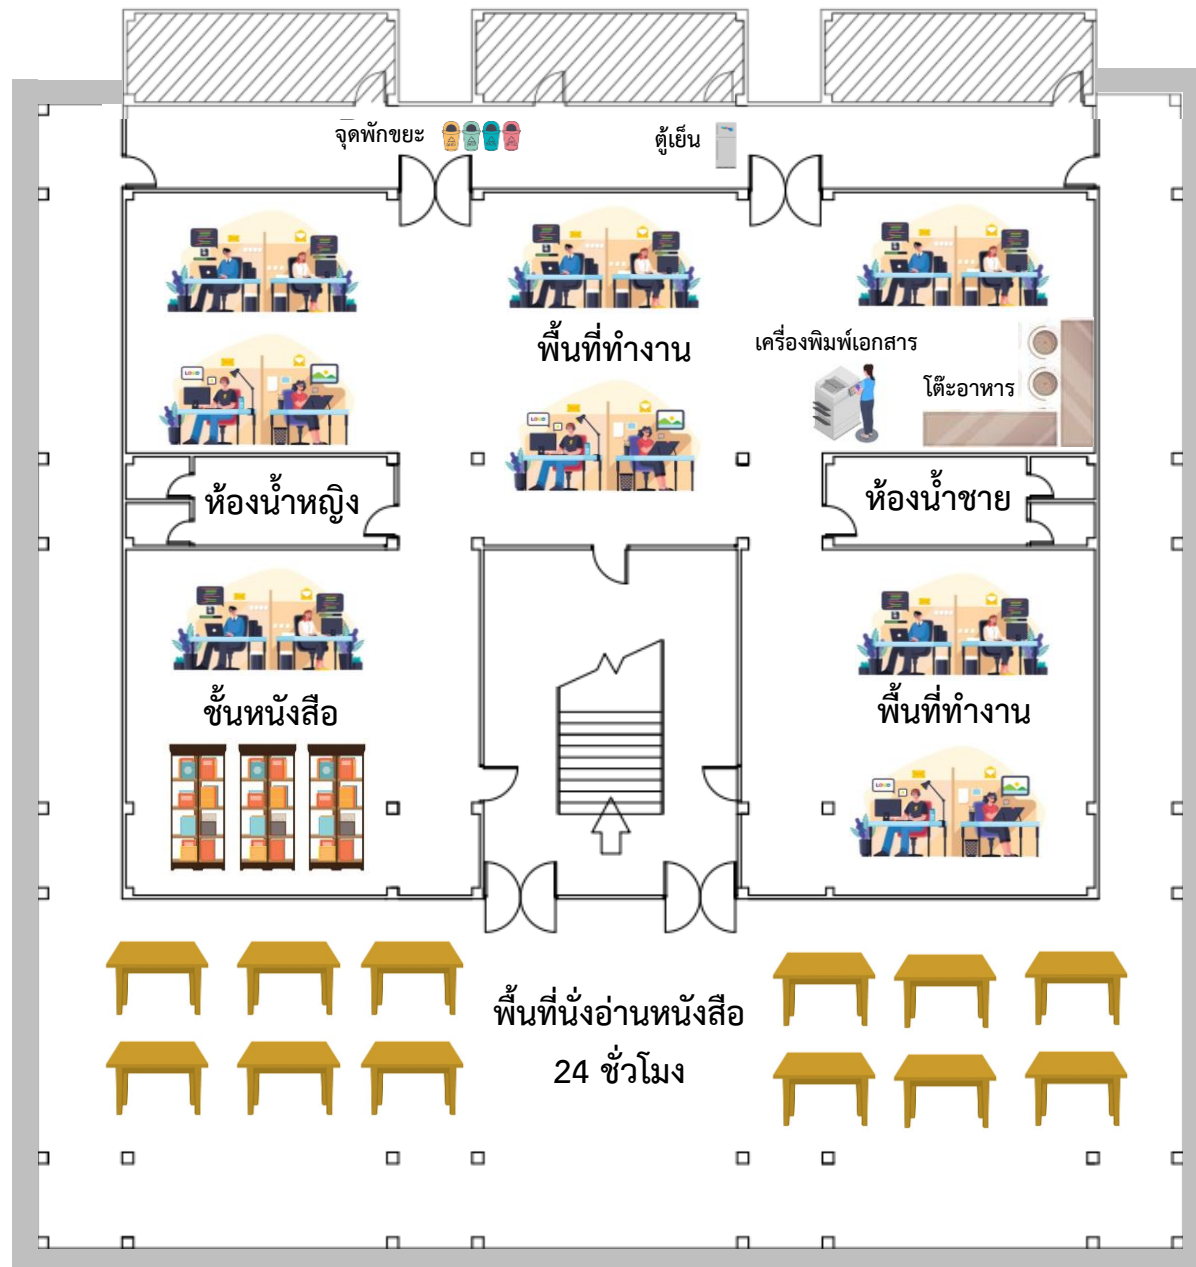 จุดพักขยะ
ตู้เย็น
พื้นที่ทำงาน
เครื่องพิมพ์เอกสาร
โต๊ะอาหาร
ห้องน้ำหญิง
ห้องน้ำชาย
ชั้นหนังสือ
พื้นที่ทำงาน
พื้นที่นั่งอ่านหนังสือ
24 ชั่วโมง